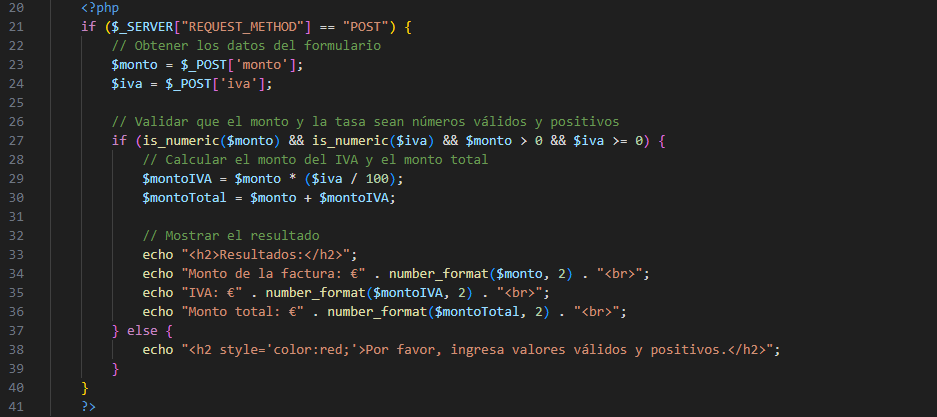 20 <?php
21 if ($_SERVER["REQUEST_METHOD"] == "POST") {
22 // Obtener los datos del formulario
23 $monto = $_POST['monto'];
24 $iva = $_POST['iva'];
25
26 // Validar que el monto y la tasa sean números válidos y positivos
27 if (is_numeric($monto) && is_numeric($iva) && $monto > 0 && $iva >= 0) {
28 // Calcular el monto del IVA y el monto total
29 $montoIVA = $monto * ($iva / 100);
30 $montoTotal = $monto + $montoIVA;
31
32 // Mostrar el resultado
33 echo "<h2>Resultados:</h2>";
34 echo "Monto de la factura: €" . number_format($monto, 2) . "<br>";
35 echo "IVA: €" . number_format($montoIVA, 2) . "<br>";
36 echo "Monto total: €" . number_format($montoTotal, 2) . "<br>";
37 } else {
38 echo "<h2 style='color:red;'>Por favor, ingresa valores válidos y positivos.</h2>";
39 }
40 }
41 ?>